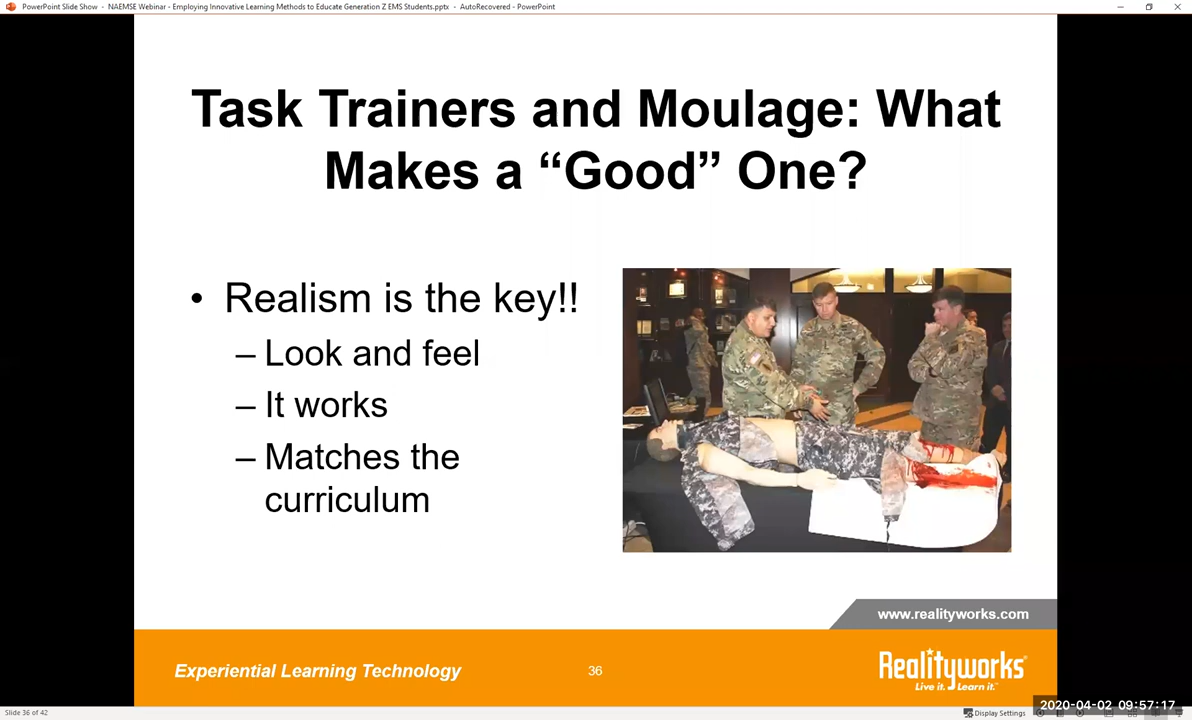 PowerPoint Slide Show - NAEMSE Webinar - Employing Innovative Learning Methods to Educate Generation Z EMS Students.pptx - AutoRecovered - PowerPoint
Task Trainers and Moulage: What
Makes a “Good” One?
• Realism is the key!!
– Look and feel
– It works
– Matches the
curriculum
www.realityworks.com
Experiential Learning Technology
36
Realityworks
Live it. Learn it.™
2020-04-02 09:57:17
Slide 36 of 42
Display Settings